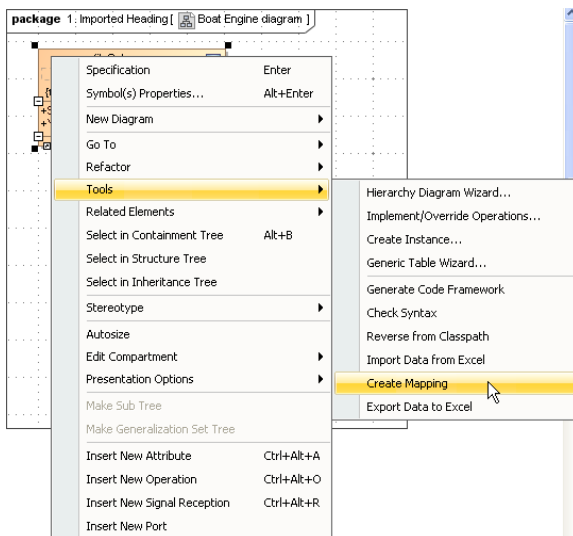 package 1: Imported Heading [ Boat Engine diagram ]
Specification Enter
Symbol(s) Properties... Alt+Enter
New Diagram
Go To
Refactor
Tools
Related Elements
Select in Containment Tree Alt+B
Select in Structure Tree
Select in Inheritance Tree
Stereotype
Autosize
Edit Compartment
Presentation Options
Make Sub Tree
Make Generalization Set Tree
Insert New Attribute Ctrl+Alt+A
Insert New Operation Ctrl+Alt+O
Insert New Signal Reception Ctrl+Alt+R
Insert New Port
Hierarchy Diagram Wizard...
Implement/Override Operations...
Create Instance...
Generic Table Wizard...
Generate Code Framework
Check Syntax
Reverse from Classpath
Import Data from Excel
Create Mapping
Export Data to Excel